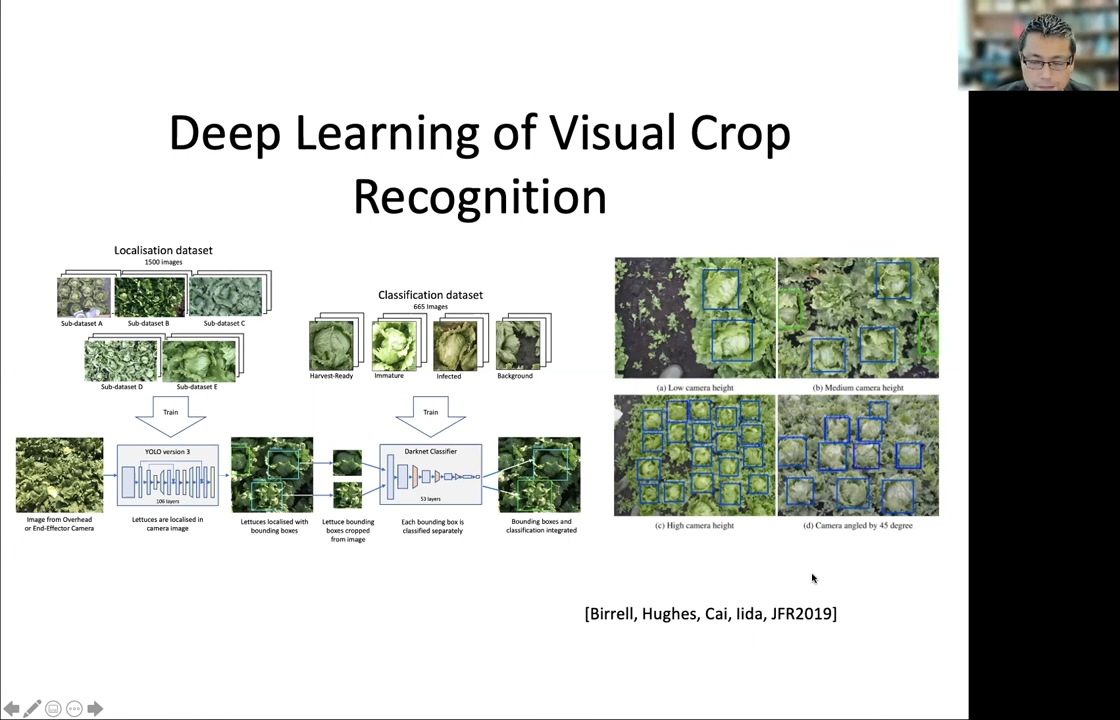 Deep Learning of Visual Crop
Recognition
Localisation dataset
1500 images
Sub-dataset A
Sub-dataset B
Sub-dataset C
Sub-dataset D
Sub-dataset E
Classification dataset
665 Images
Harvest-Ready
Immature
Infected
Background
Train
Train
YOLO version 3
106 layers
Darknet Classifier
53 layers
Image from Overhead
or End-Effector Camera
Lettuces are localised in
camera image
Lettuces localised with
bounding boxes
Lettuce bounding
boxes cropped
from image
Each bounding box is
classified separately
Bounding boxes and
classification integrated
(a) Low camera height
(b) Medium camera height
(c) High camera height
(d) Camera angled by 45 degree
[Birrell, Hughes, Cai, Iida, JFR2019]